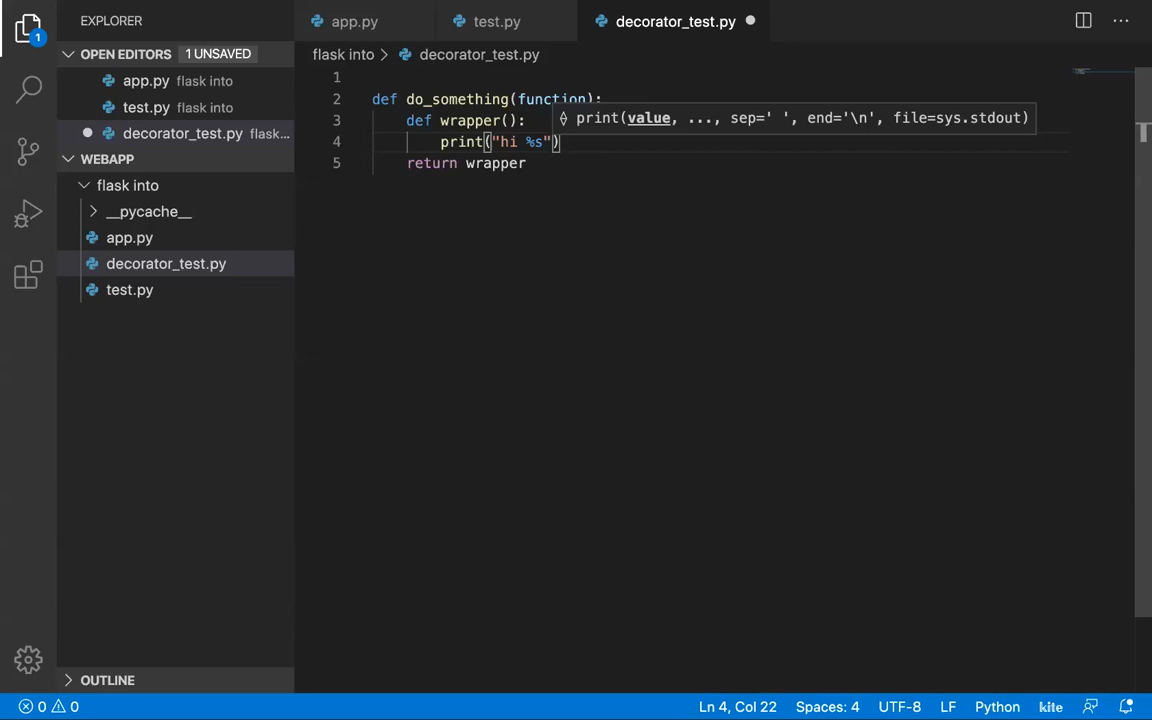 EXPLORER
app.py
test.py
decorator_test.py
OPEN EDITORS 1 UNSAVED
flask into > decorator_test.py
app.py flask into
test.py flask into
decorator_test.py flask...
WEBAPP
flask into
__pycache__
app.py
decorator_test.py
test.py
1
2 def do_something(function):
3 def wrapper():
print(value, ..., sep=' ', end='\n', file=sys.stdout)
4 print("hi %s")
5 return wrapper
OUTLINE
1
0 0
Ln 4, Col 22 Spaces: 4 UTF-8 LF Python kite